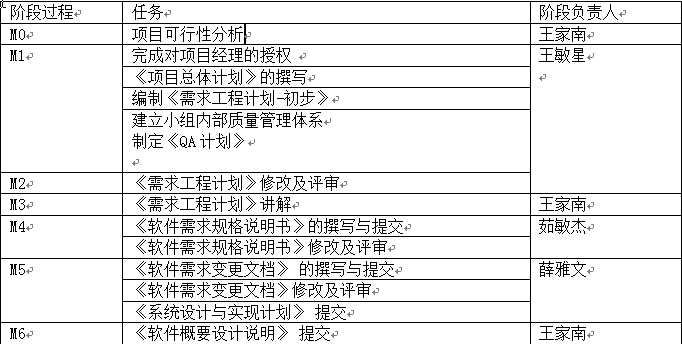 阶段过程 任务 阶段负责人
M0 项目可行性分析 王家南
M1 完成对项目经理的授权 王敏星
《项目总体计划》的撰写
编制《需求工程计划-初步》
建立小组内部质量管理体系
制定《QA 计划》
M2 《需求工程计划》修改及评审
M3 《需求工程计划》讲解 王家南
M4 《软件需求规格说明书》的撰写与提交 茹敏杰
《软件需求规格说明书》修改及评审
M5 《软件需求变更文档》 的撰写与提交 薛雅文
《软件需求变更文档》修改及评审
《系统设计与实现计划》 提交
M6 《软件概要设计说明》 提交 王家南